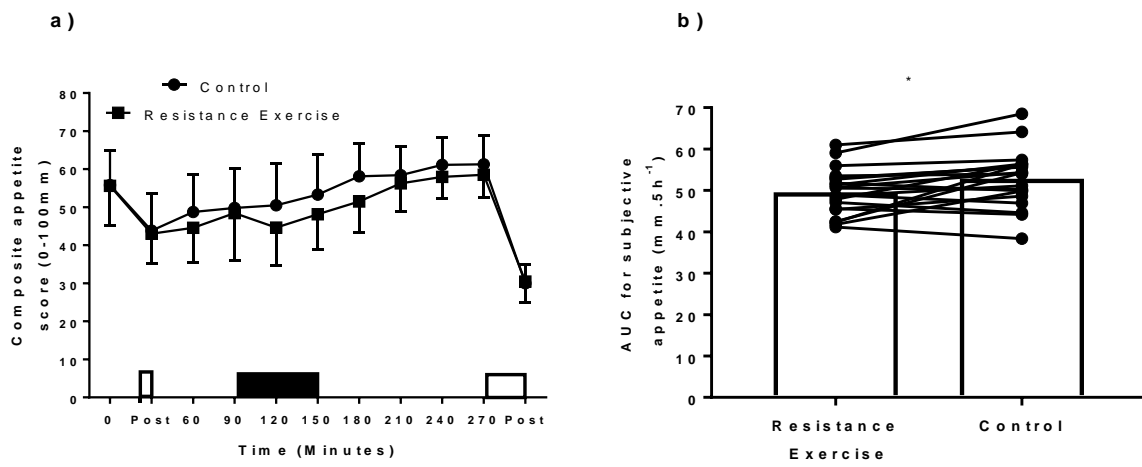 a)
Control
Resistance Exercise
Composite appetite
score (0-100mm)
80
70
60
50
40
30
20
10
0
0 Post 60 90 120 150 180 210 240 270 Post
Time (Minutes)
b)
*
AUC for subjective
appetite (mm.5h⁻¹)
70
60
50
40
30
20
10
0
Resistance
Exercise
Control